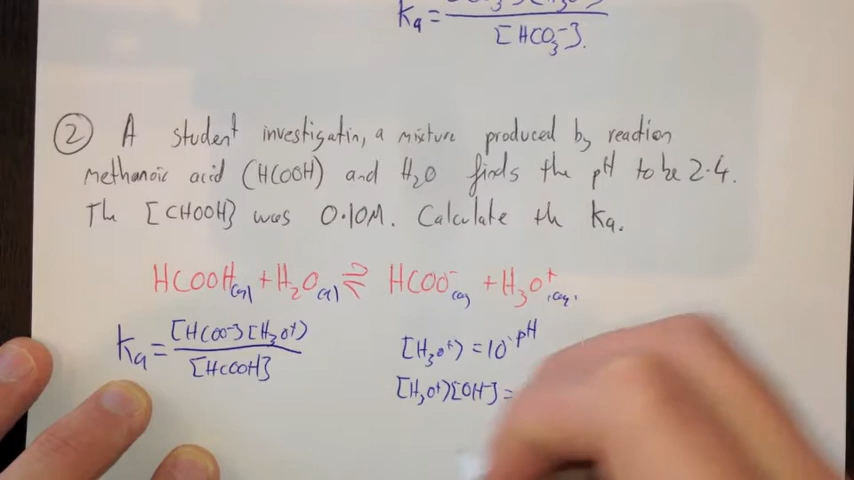 Ka=
[HCO3-].
② A student investigatin, a mixture produced by reaction
methanoic acid (HCOOH) and H2O finds the pH to be 2.4.
The [CHOOH] was 0.10M. Calculate the Ka.
HCOOH(aq) + H2O(l) ⇌ HCOO-(aq) + H3O+(aq).
Ka = [HCOO-][H3O+]
[HCOOH]
[H3O+] = 10-pH
[H3O+][OH-] =